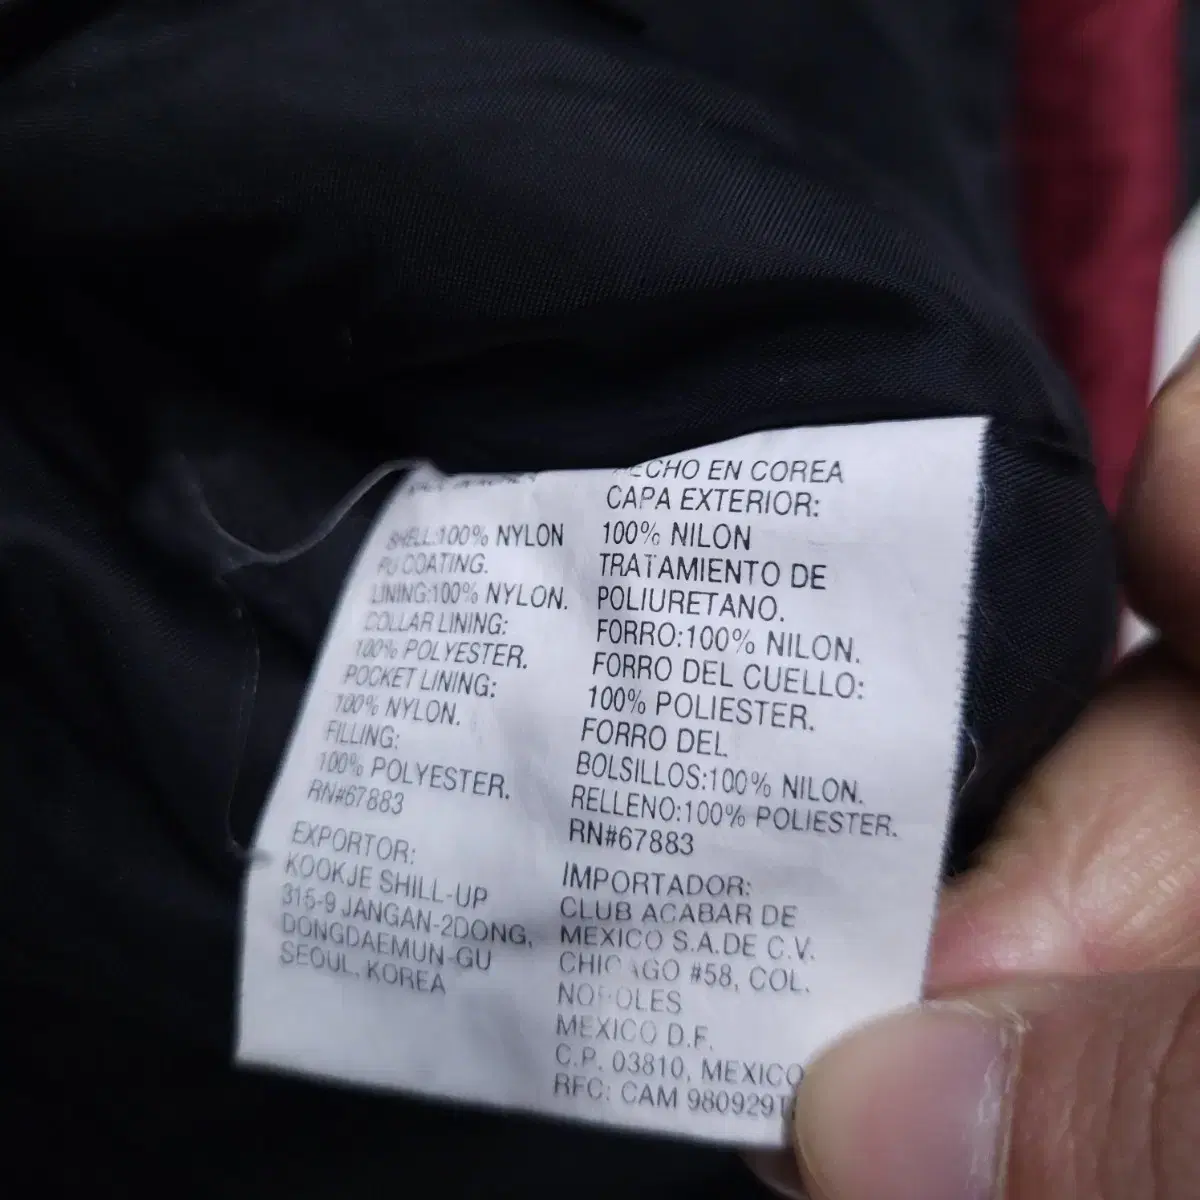 SHELL:100% NYLON
PU COATING.
LINING:100% NYLON.
COLLAR LINING:
100% POLYESTER.
POCKET LINING:
100% NYLON.
FILLING:
100% POLYESTER.
RN#67883
EXPORTOR:
KOOKJE SHILL-UP
315-9 JANGAN-2DONG,
DONGDAEMUN-GU
SEOUL, KOREA
HECHO EN COREA
CAPA EXTERIOR:
100% NILON
TRATAMIENTO DE
POLIURETANO.
FORRO:100% NILON.
FORRO DEL CUELLO:
100% POLIESTER.
FORRO DEL
BOLSILLOS:100% NILON.
RELLENO:100% POLIESTER.
RN#67883
IMPORTADOR:
CLUB ACABAR DE
MEXICO S.A.DE C.V.
CHICAGO #58, COL.
MEXICO D.F.
C.P. 03810, MEXICO
RFC: CAM 980929